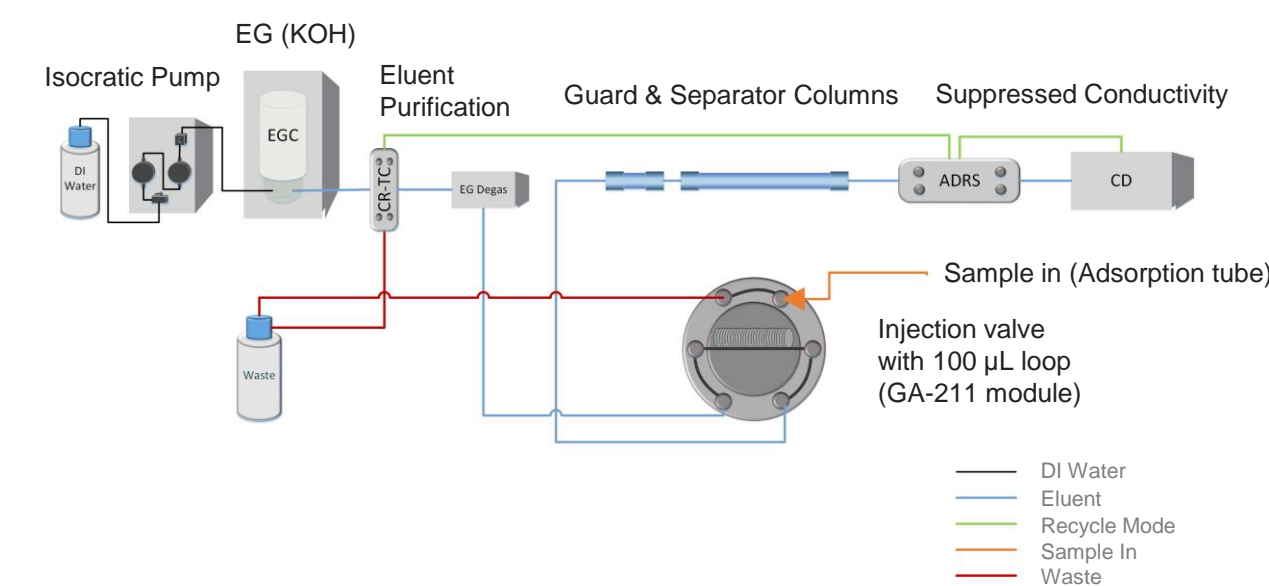 EG (KOH)
Isocratic Pump
Eluent
Purification
Guard & Separator Columns
Suppressed Conductivity
EGC
DI
Water
CR-TC
EG Degas
ADRS
CD
Sample in (Adsorption tube)
Injection valve
with 100 µL loop
(GA-211 module)
Waste
DI Water
Eluent
Recycle Mode
Sample In
Waste